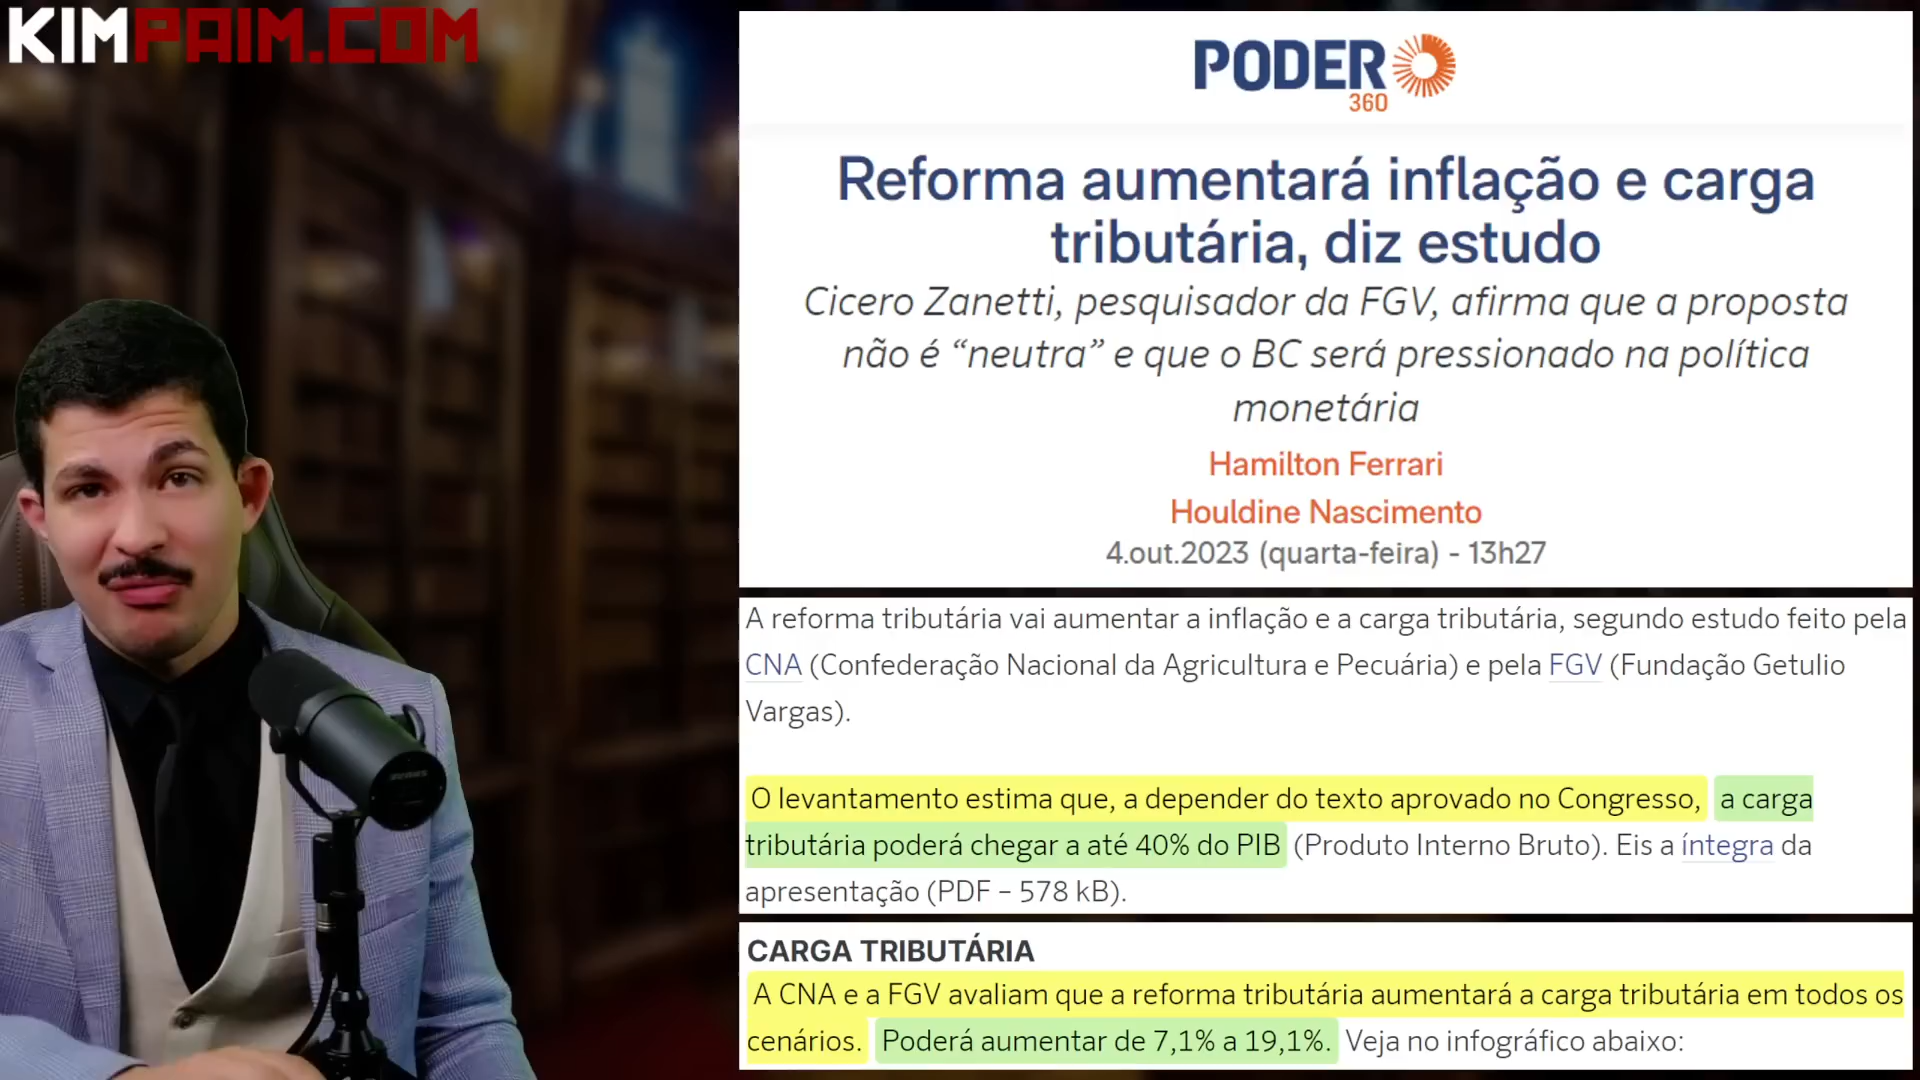 KIMPAIM.COM
PODER
360
Reforma aumentará inflação e carga
tributária, diz estudo
Cicero Zanetti, pesquisador da FGV, afirma que a proposta
não é “neutra” e que o BC será pressionado na política
monetária
Hamilton Ferrari
Houldine Nascimento
4.out.2023 (quarta-feira) - 13h27
A reforma tributária vai aumentar a inflação e a carga tributária, segundo estudo feito pela
CNA (Confederação Nacional da Agricultura e Pecuária) e pela FGV (Fundação Getulio
Vargas).
O levantamento estima que, a depender do texto aprovado no Congresso, a carga
tributária poderá chegar a até 40% do PIB (Produto Interno Bruto). Eis a íntegra da
apresentação (PDF – 578 kB).
CARGA TRIBUTÁRIA
A CNA e a FGV avaliam que a reforma tributária aumentará a carga tributária em todos os
cenários. Poderá aumentar de 7,1% a 19,1%. Veja no infográfico abaixo: